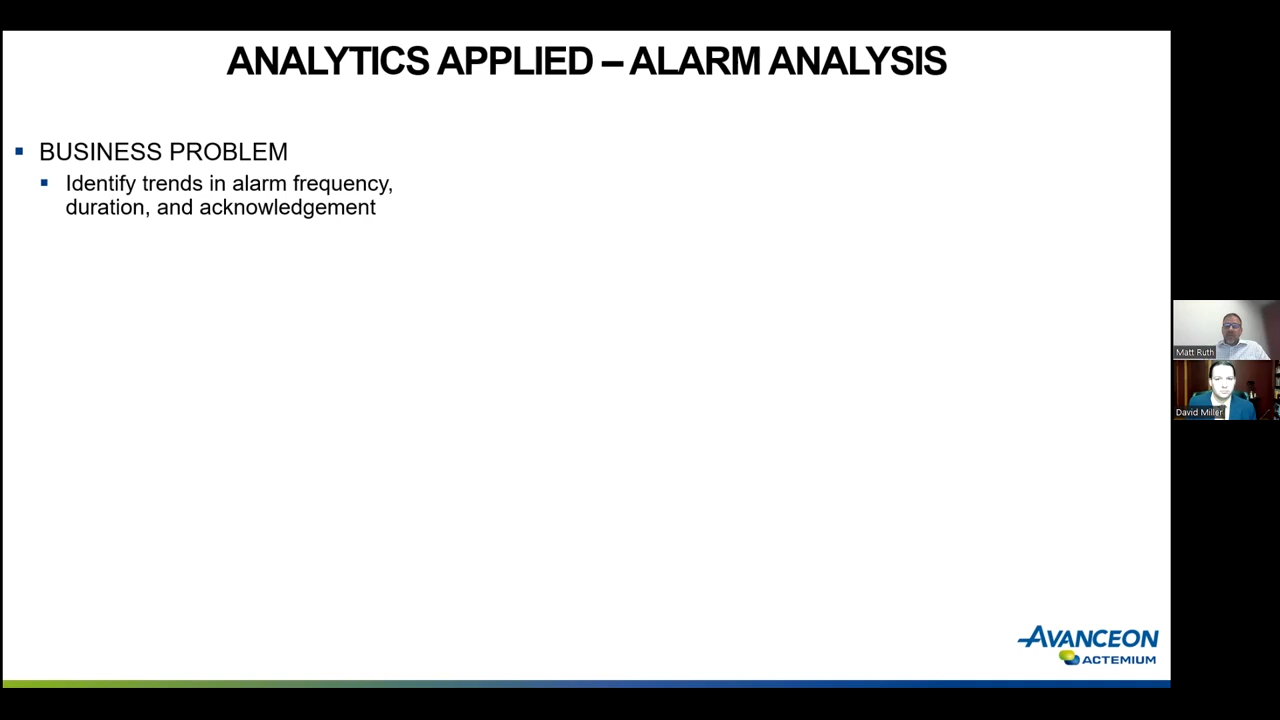 ANALYTICS APPLIED – ALARM ANALYSIS
BUSINESS PROBLEM
Identify trends in alarm frequency,
duration, and acknowledgement
Matt Ruth
David Miller
AVANCEON
ACTEMIUM